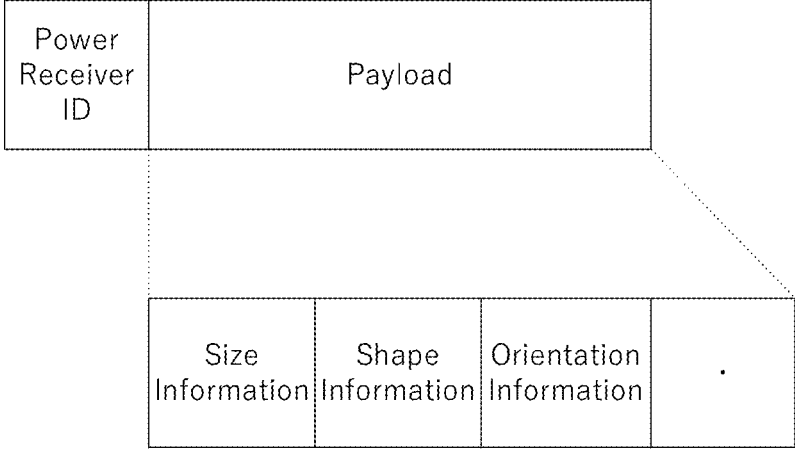 Power
Receiver
ID
Payload
Size
Information
Shape
Information
Orientation
Information
.